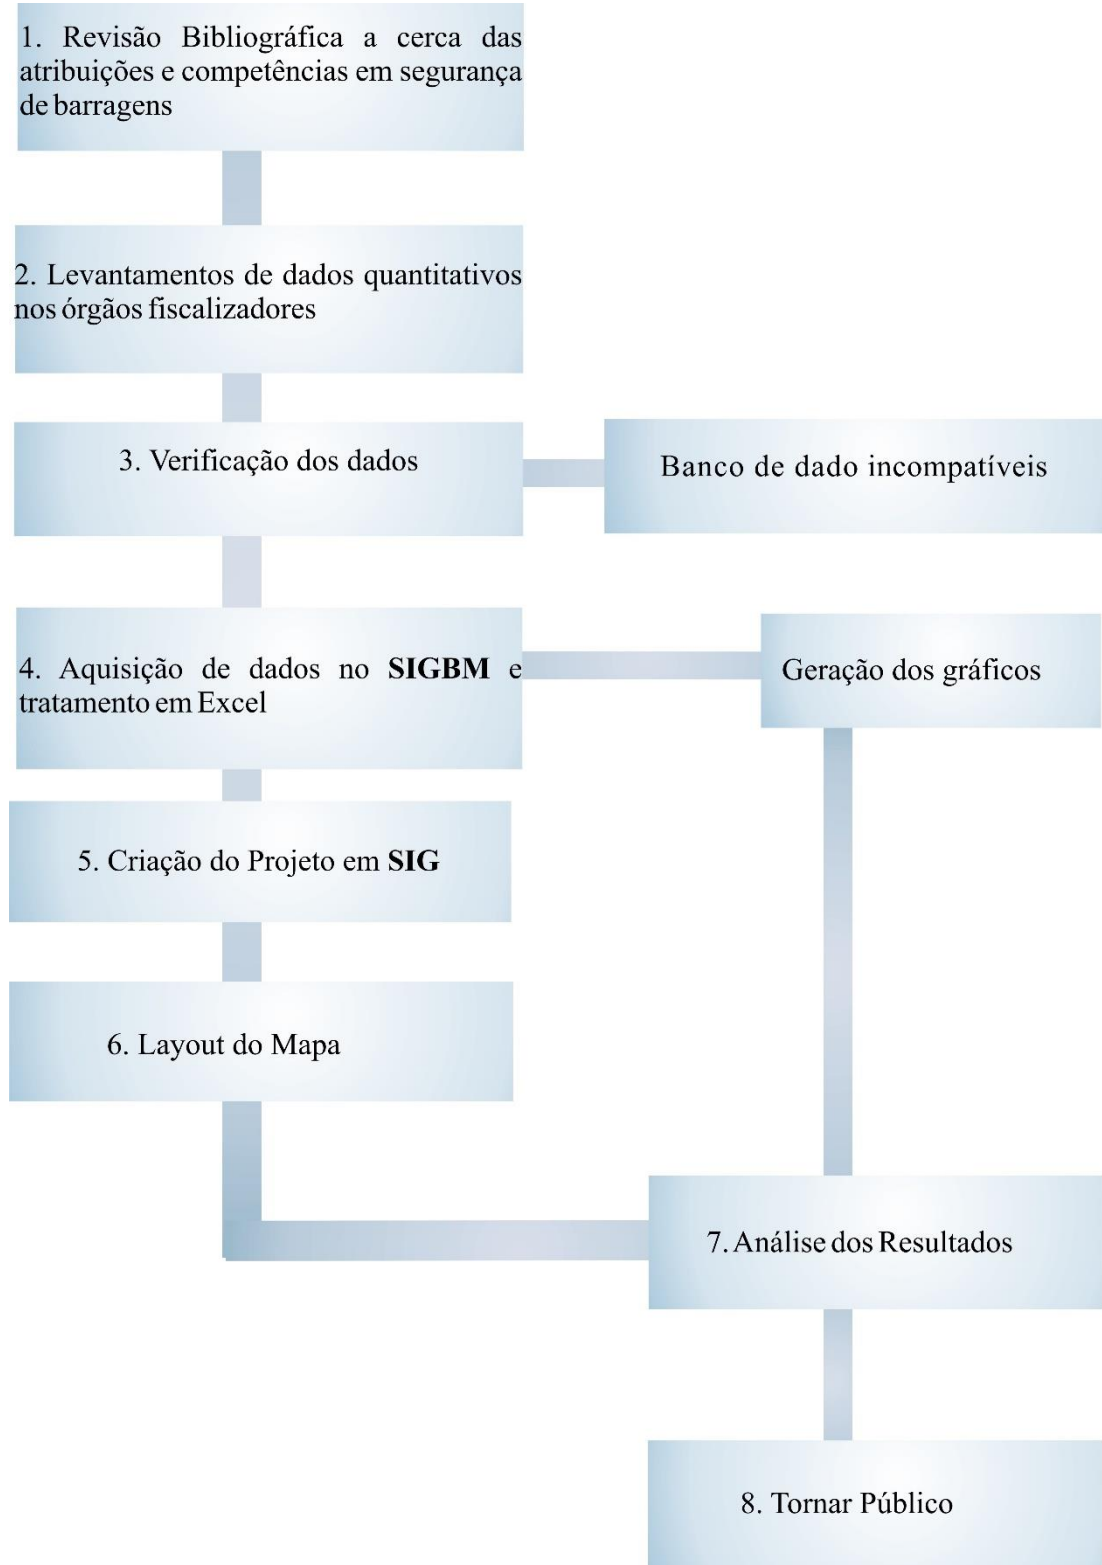 1. Revisão Bibliográfica a cerca das
atribuições e competências em segurança
de barragens
2. Levantamentos de dados quantitativos
nos órgãos fiscalizadores
3. Verificação dos dados
Banco de dado incompatíveis
4. Aquisição de dados no SIGBM e
tratamento em Excel
Geração dos gráficos
5. Criação do Projeto em SIG
6. Layout do Mapa
7. Análise dos Resultados
8. Tornar Público